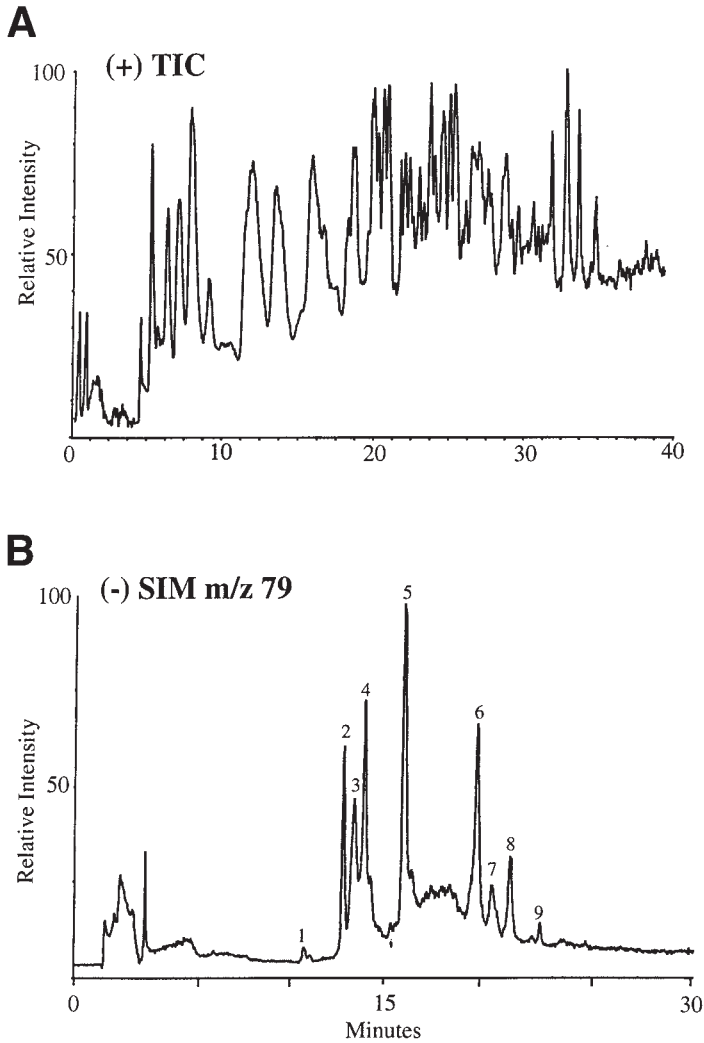 A
(+) TIC
100
50
Relative Intensity
0 10 20 30 40
B
(-) SIM m/z 79
100
50
Relative Intensity
1 2 3 4 5 6 7 8 9
0 15 30
Minutes